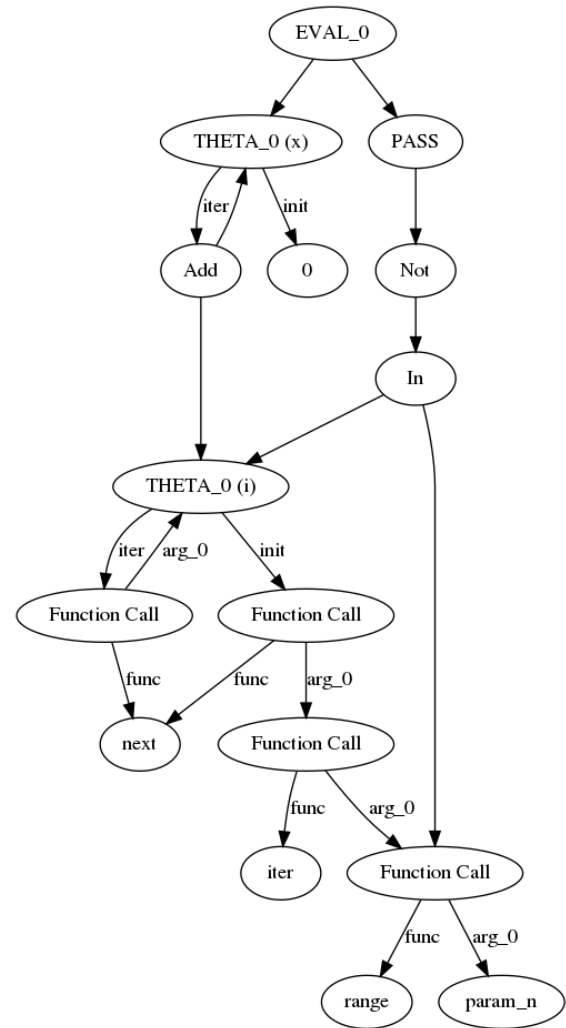 EVAL_0
THETA_0 (x)
PASS
iter
init
Add
0
Not
In
THETA_0 (i)
iter
arg_0
init
Function Call
Function Call
func
func
arg_0
next
Function Call
func
arg_0
iter
Function Call
func
arg_0
range
param_n